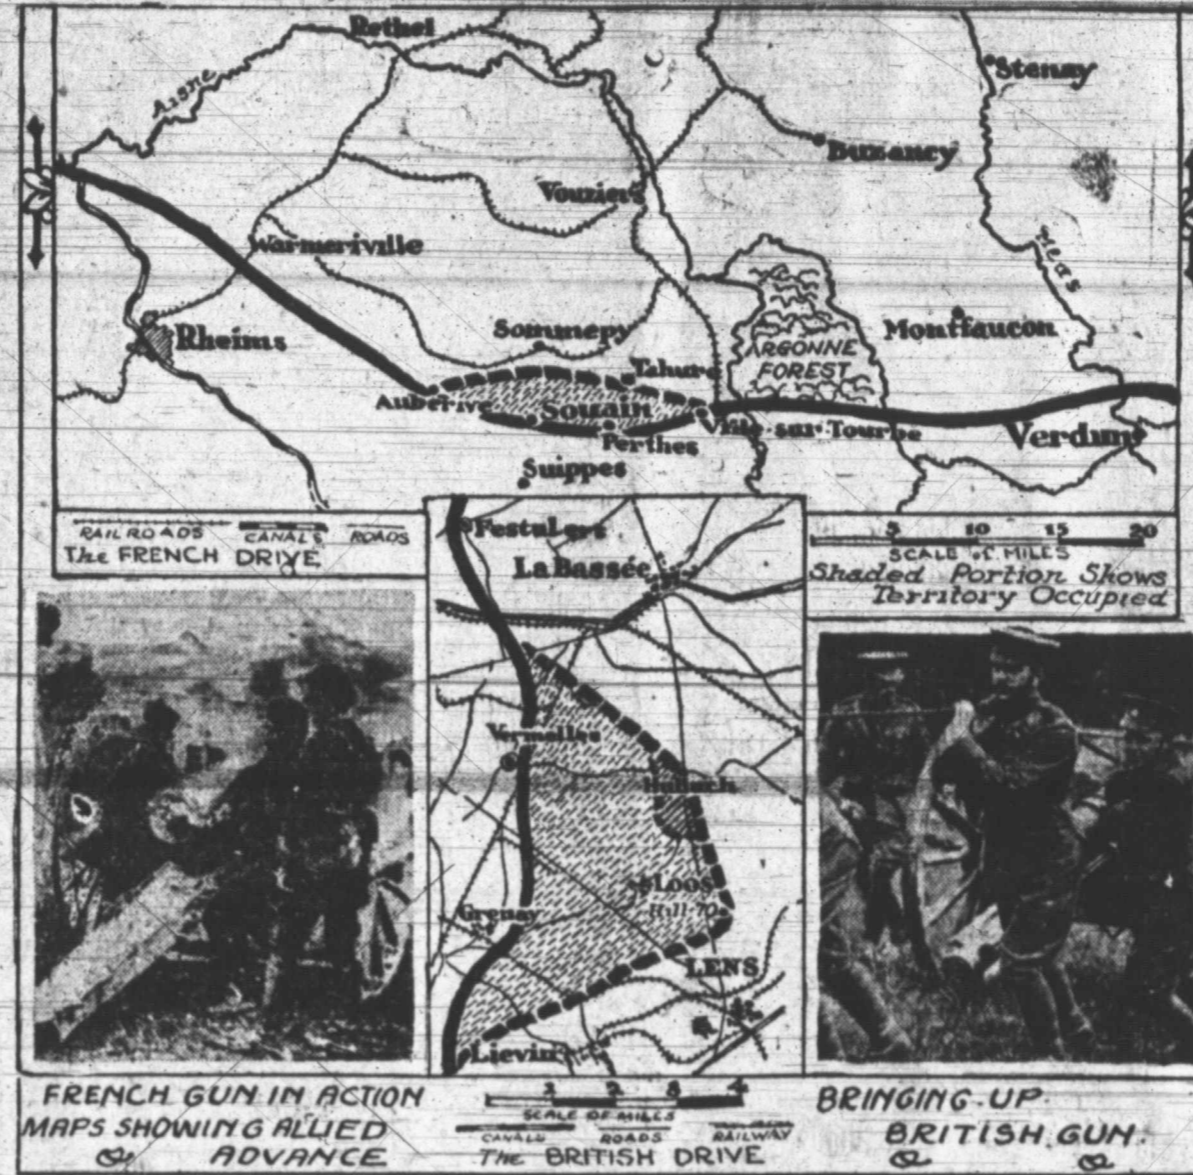 Rethel
Aisne
Stenay
Buzancy
Vouziers
Meas
Warmeriville
Rheims
Sommepy
Montfaucon
ARGONNE
FOREST
Tahure
Auberive
Souain
Ville-sur-Tourbe
Perthes
Verdun
Suippes
RAILROADS CANALS ROADS
The FRENCH DRIVE
5 10 15 20
SCALE of MILES
Shaded Portion Shows
Territory Occupied
Festubert
La Bassée
Vermelles
Hulluch
Loos
Hill 70
Grenay
LENS
Lievin
FRENCH GUN IN ACTION
MAPS SHOWING ALLIED
ADVANCE
1 2 3 4
SCALE OF MILES
CANALS ROADS RAILWAY
The BRITISH DRIVE
BRINGING UP
BRITISH GUN.